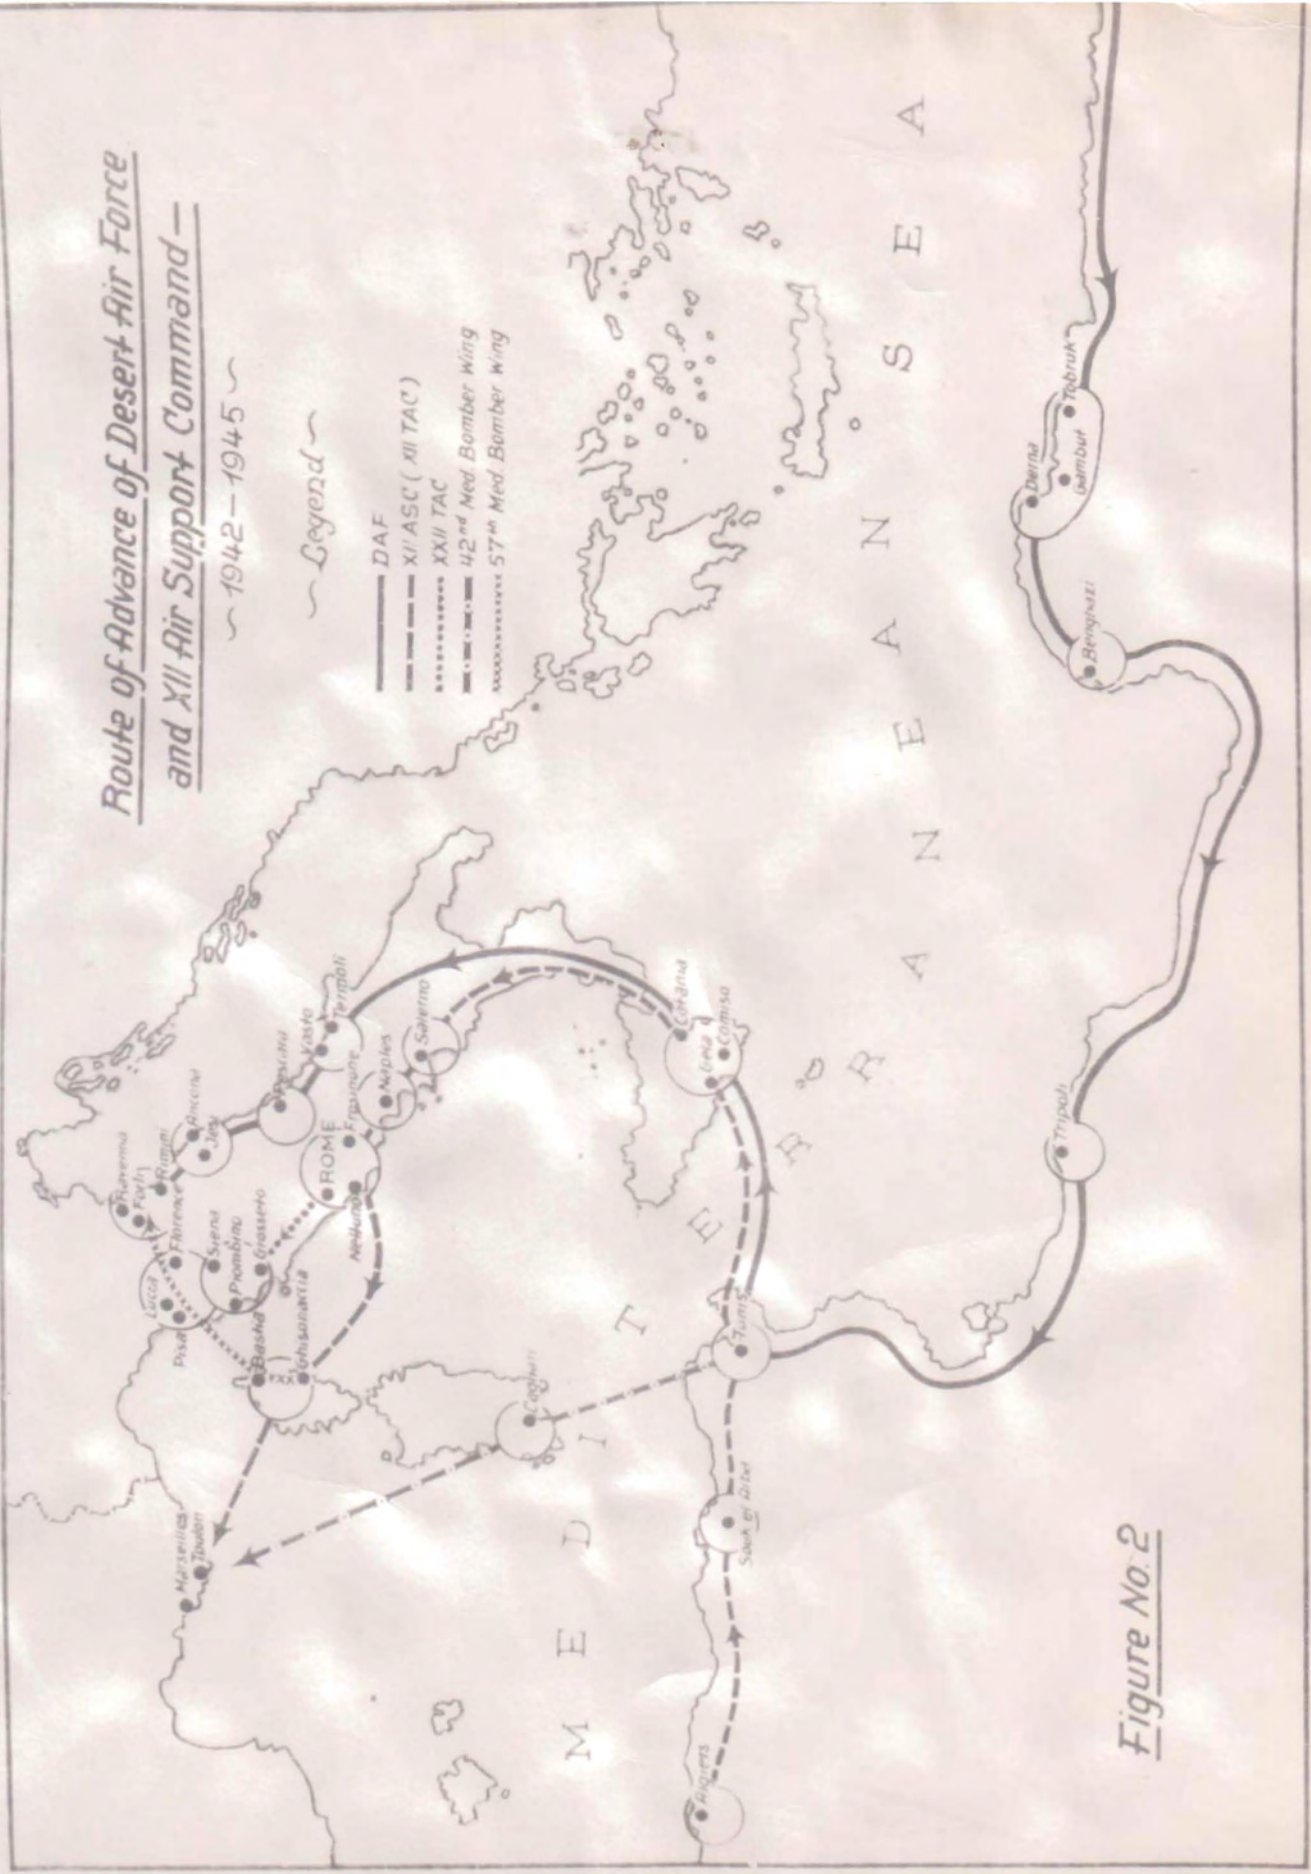 Route of Advance of Desert Air Force
and XII Air Support Command—
~ 1942—1945 ~
~ Legend ~
DAF
XII ASC ( XII TAC )
XXII TAC
42nd Med. Bomber Wing
57th Med Bomber Wing
Marseilles
Toulon
Pisa
Lucca
Florence
Ravenna
Forli
Rimini
Jesi
Ancona
Siena
Piombino
Grosseto
Bastia
Ghisonaccia
ROME
Nettuno
Frosinone
Pescara
Vasto
Termoli
Naples
Salerno
Cagliari
Catania
Gela
Comiso
Algiers
Souk el Arba
Tunis
Tripoli
Benghazi
Derna
Gambut
Tobruk
MEDITERRANEAN SEA
Figure No. 2